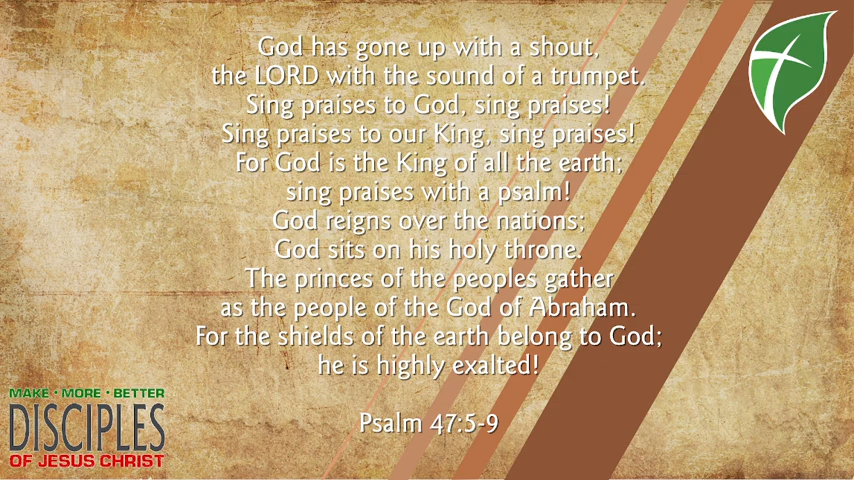 God has gone up with a shout,
the LORD with the sound of a trumpet.
Sing praises to God, sing praises!
Sing praises to our King, sing praises!
For God is the King of all the earth;
sing praises with a psalm!
God reigns over the nations;
God sits on his holy throne.
The princes of the peoples gather
as the people of the God of Abraham.
For the shields of the earth belong to God;
he is highly exalted!
Psalm 47:5-9
MAKE • MORE • BETTER
DISCIPLES
OF JESUS CHRIST